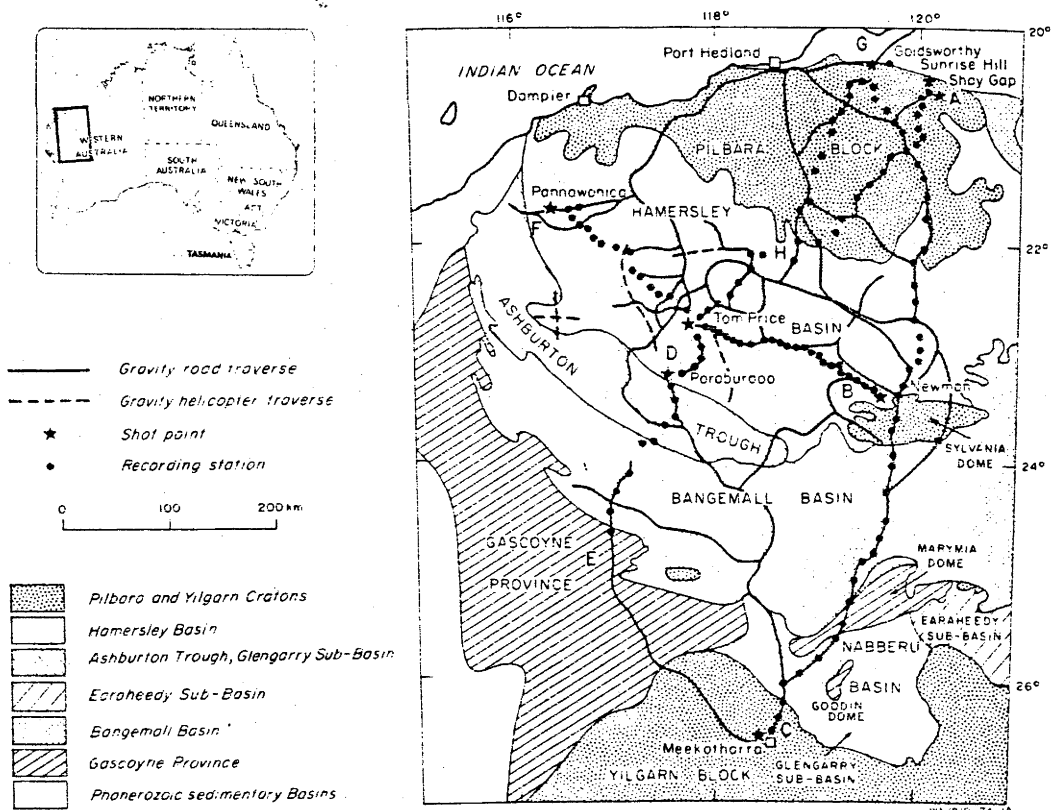 116°
118°
120°
20°
INDIAN OCEAN
Port Hedland
G
Goldsworthy
Sunrise Hill
Shay Gap
A
Dampier
PILBARA
BLOCK
NORTHERN
TERRITORY
QUEENSLAND
WESTERN
AUSTRALIA
SOUTH
AUSTRALIA
NEW SOUTH
WALES
ACT
VICTORIA
TASMANIA
Pannawonica
F
HAMERSLEY
H
22°
ASHBURTON
Tom Price
BASIN
D
Paraburdoo
B
Newman
TROUGH
SYLVANIA
DOME
24°
Gravity road traverse
Gravity helicopter traverse
Shot point
Recording station
0 100 200 km
BANGEMALL BASIN
GASCOYNE
PROVINCE
E
MARYMIA
DOME
EARAHEEDY
SUB-BASIN
NABBERU
BASIN
26°
GOODIN
DOME
C
Meekatharra
YILGARN BLOCK
GLENGARRY
SUB-BASIN
Pilbara and Yilgarn Cratons
Hamersley Basin
Ashburton Trough, Glengarry Sub-Basin
Earaheedy Sub-Basin
Bangemall Basin
Gascoyne Province
Phanerozoic sedimentary Basins